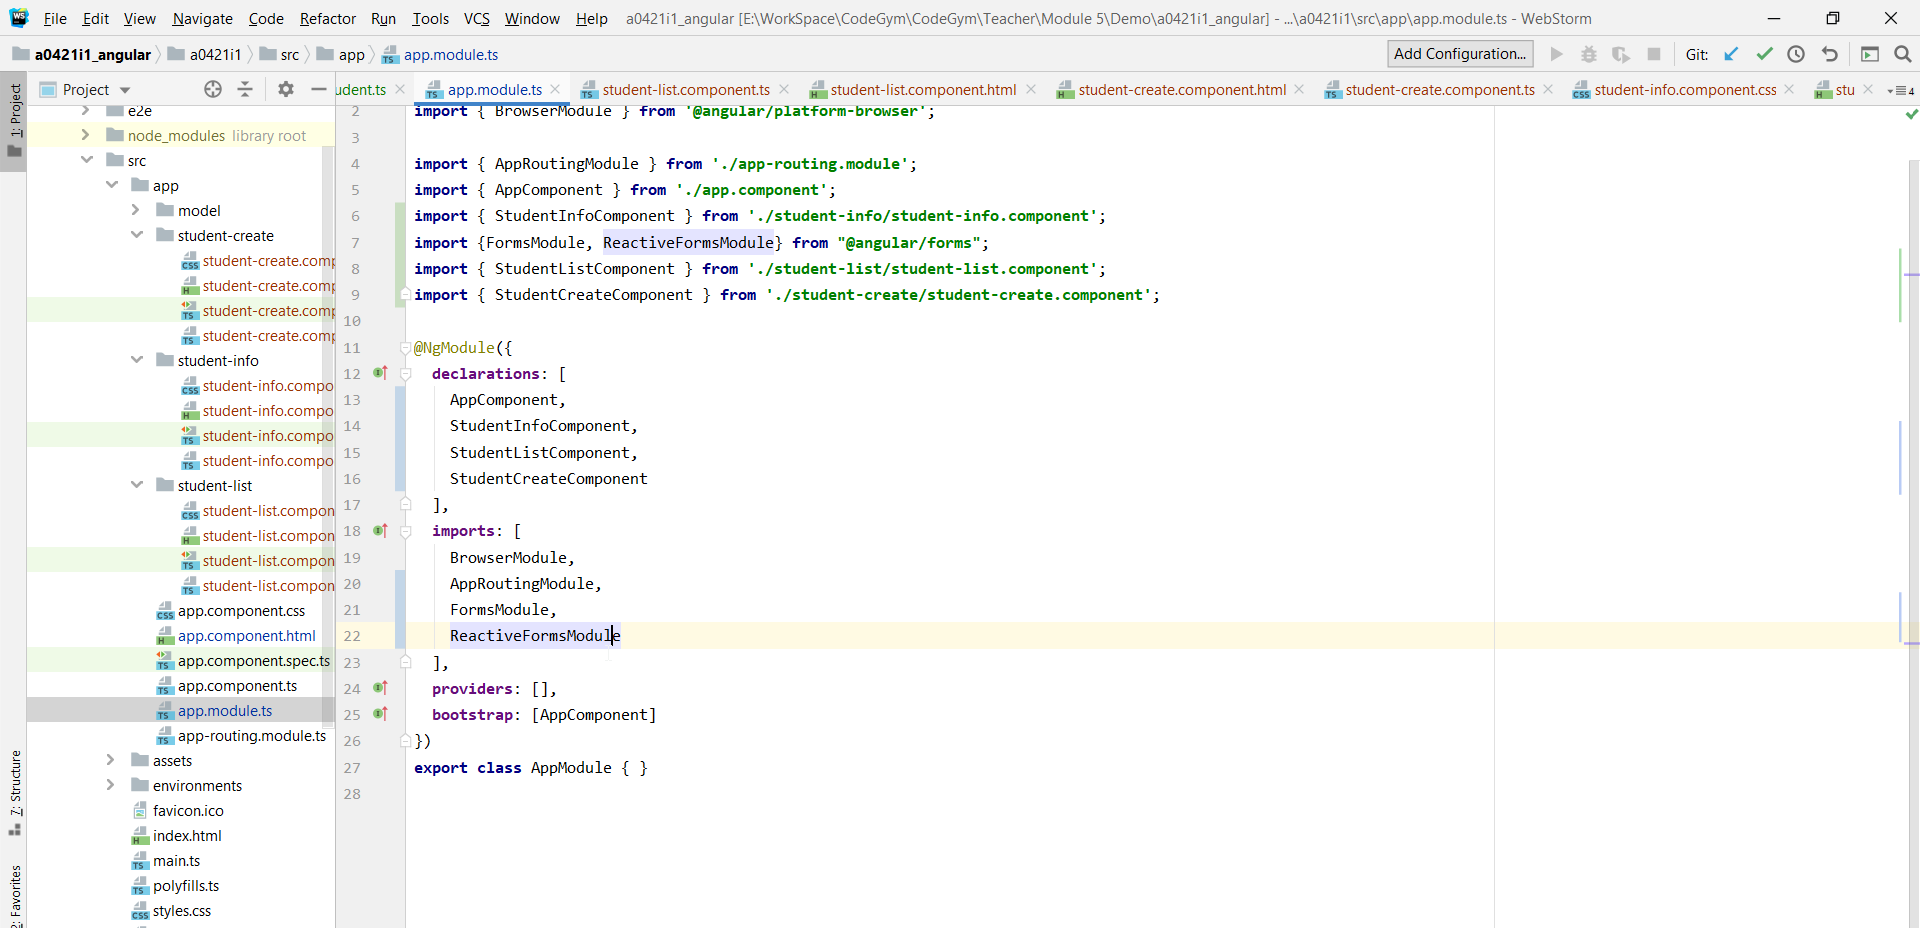 File Edit View Navigate Code Refactor Run Tools VCS Window Help a0421i1_angular [E:\WorkSpace\CodeGym\CodeGym\Teacher\Module 5\Demo\a0421i1_angular] - ...\a0421i1\src\app\app.module.ts - WebStorm
a0421i1_angular a0421i1 src app app.module.ts Add Configuration... Git:
Project udent.ts app.module.ts student-list.component.ts student-list.component.html student-create.component.html student-create.component.ts student-info.component.css stu 4
1: Project
7: Structure
2: Favorites
e2e
node_modules library root
src
app
model
student-create
student-create.comp
student-create.comp
student-create.comp
student-create.comp
student-info
student-info.compo
student-info.compo
student-info.compo
student-info.compo
student-list
student-list.compon
student-list.compon
student-list.compon
student-list.compon
app.component.css
app.component.html
app.component.spec.ts
app.component.ts
app.module.ts
app-routing.module.ts
assets
environments
favicon.ico
index.html
main.ts
polyfills.ts
styles.css
2 import { BrowserModule } from '@angular/platform-browser';
3
4 import { AppRoutingModule } from './app-routing.module';
5 import { AppComponent } from './app.component';
6 import { StudentInfoComponent } from './student-info/student-info.component';
7 import {FormsModule, ReactiveFormsModule} from "@angular/forms";
8 import { StudentListComponent } from './student-list/student-list.component';
9 import { StudentCreateComponent } from './student-create/student-create.component';
10
11 @NgModule({
12 declarations: [
13 AppComponent,
14 StudentInfoComponent,
15 StudentListComponent,
16 StudentCreateComponent
17 ],
18 imports: [
19 BrowserModule,
20 AppRoutingModule,
21 FormsModule,
22 ReactiveFormsModule
23 ],
24 providers: [],
25 bootstrap: [AppComponent]
26 })
27 export class AppModule { }
28